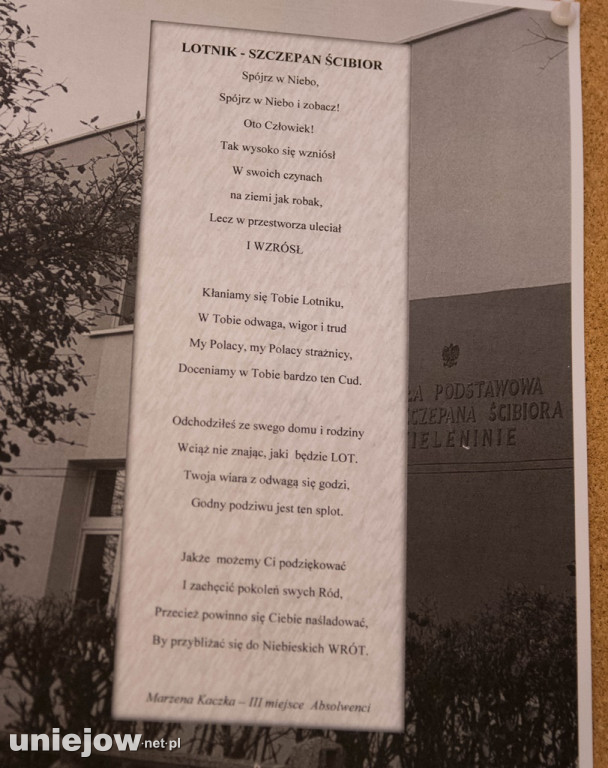 LOTNIK - SZCZEPAN ŚCIBIOR
Spójrz w Niebo,
Spójrz w Niebo i zobacz!
Oto Człowiek!
Tak wysoko się wzniósł
W swoich czynach
na ziemi jak robak,
Lecz w przestworza uleciał
I WZRÓSŁ
Kłaniamy się Tobie Lotniku,
W Tobie odwaga, wigor i trud
My Polacy, my Polacy strażnicy,
Doceniamy w Tobie bardzo ten Cud.
Odchodziłeś ze swego domu i rodziny
Wciąż nie znając, jaki będzie LOT.
Twoja wiara z odwagą się godzi,
Godny podziwu jest ten splot.
Jakże możemy Ci podziękować
I zachęcić pokoleń swych Ród,
Przecież powinno się Ciebie naśladować,
By przybliżać się do Niebieskich WRÓT.
Marzena Kaczka – III miejsce Absolwenci
ŁA PODSTAWOWA
ZCZEPANA ŚCIBIORA
IELENINIE
uniejow.net.pl